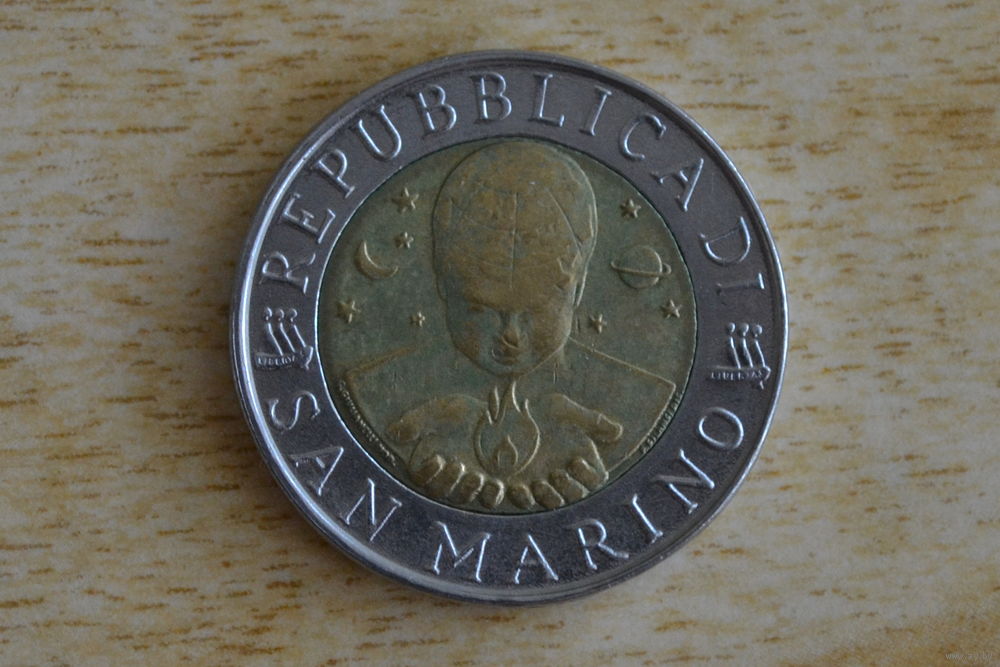 REPUBBLICA DI
SAN MARINO
LIBERTAS
LIBERTAS